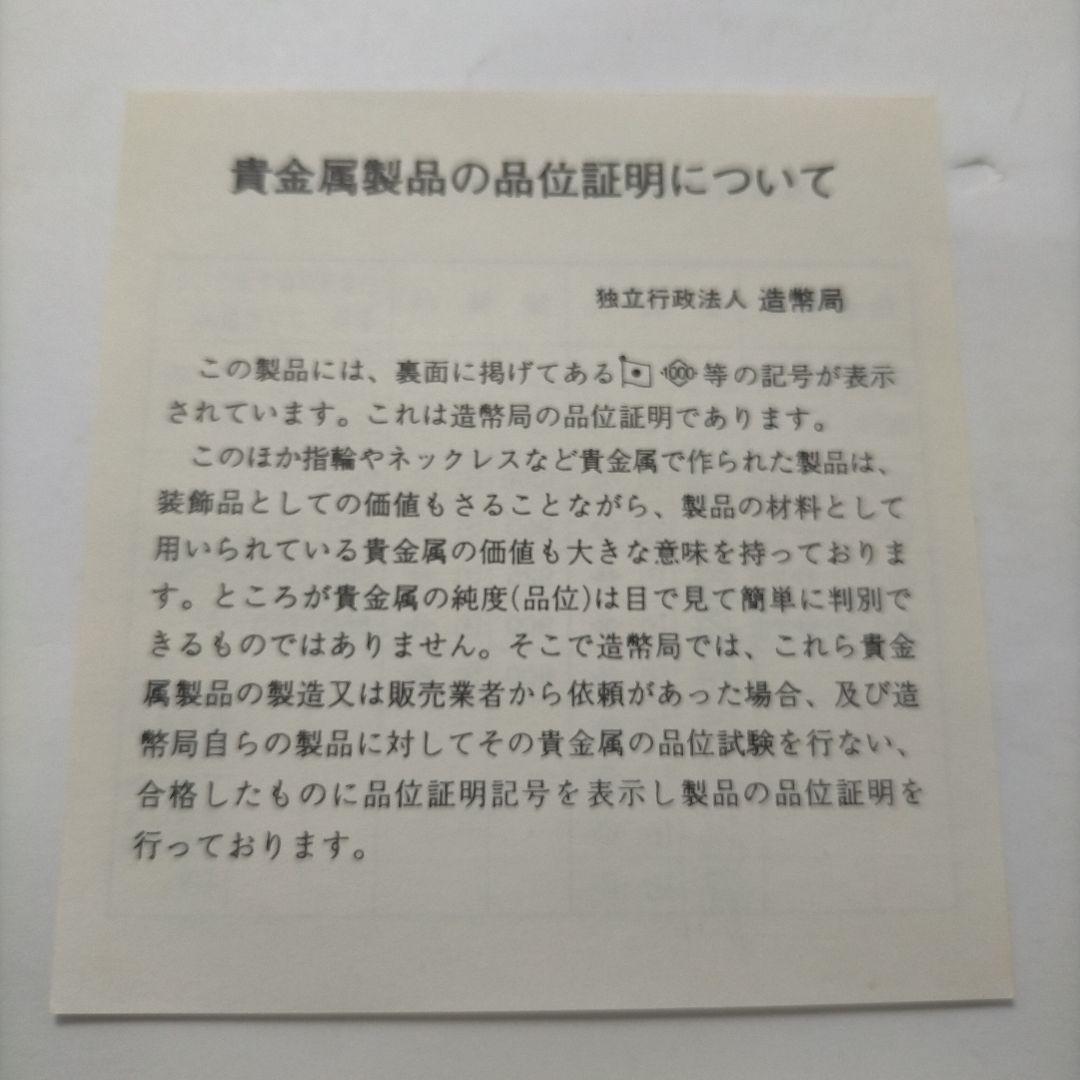 貴金属製品の品位証明について
独立行政法人 造幣局
この製品には、裏面に掲げてある 1000 等の記号が表示
されています。これは造幣局の品位証明であります。
このほか指輪やネックレスなど貴金属で作られた製品は、
装飾品としての価値もさることながら、製品の材料として
用いられている貴金属の価値も大きな意味を持っておりま
す。ところが貴金属の純度(品位)は目で見て簡単に判別で
きるものではありません。そこで造幣局では、これら貴金
属製品の製造又は販売業者から依頼があった場合、及び造
幣局自らの製品に対してその貴金属の品位試験を行ない、
合格したものに品位証明記号を表示し製品の品位証明を
行っております。